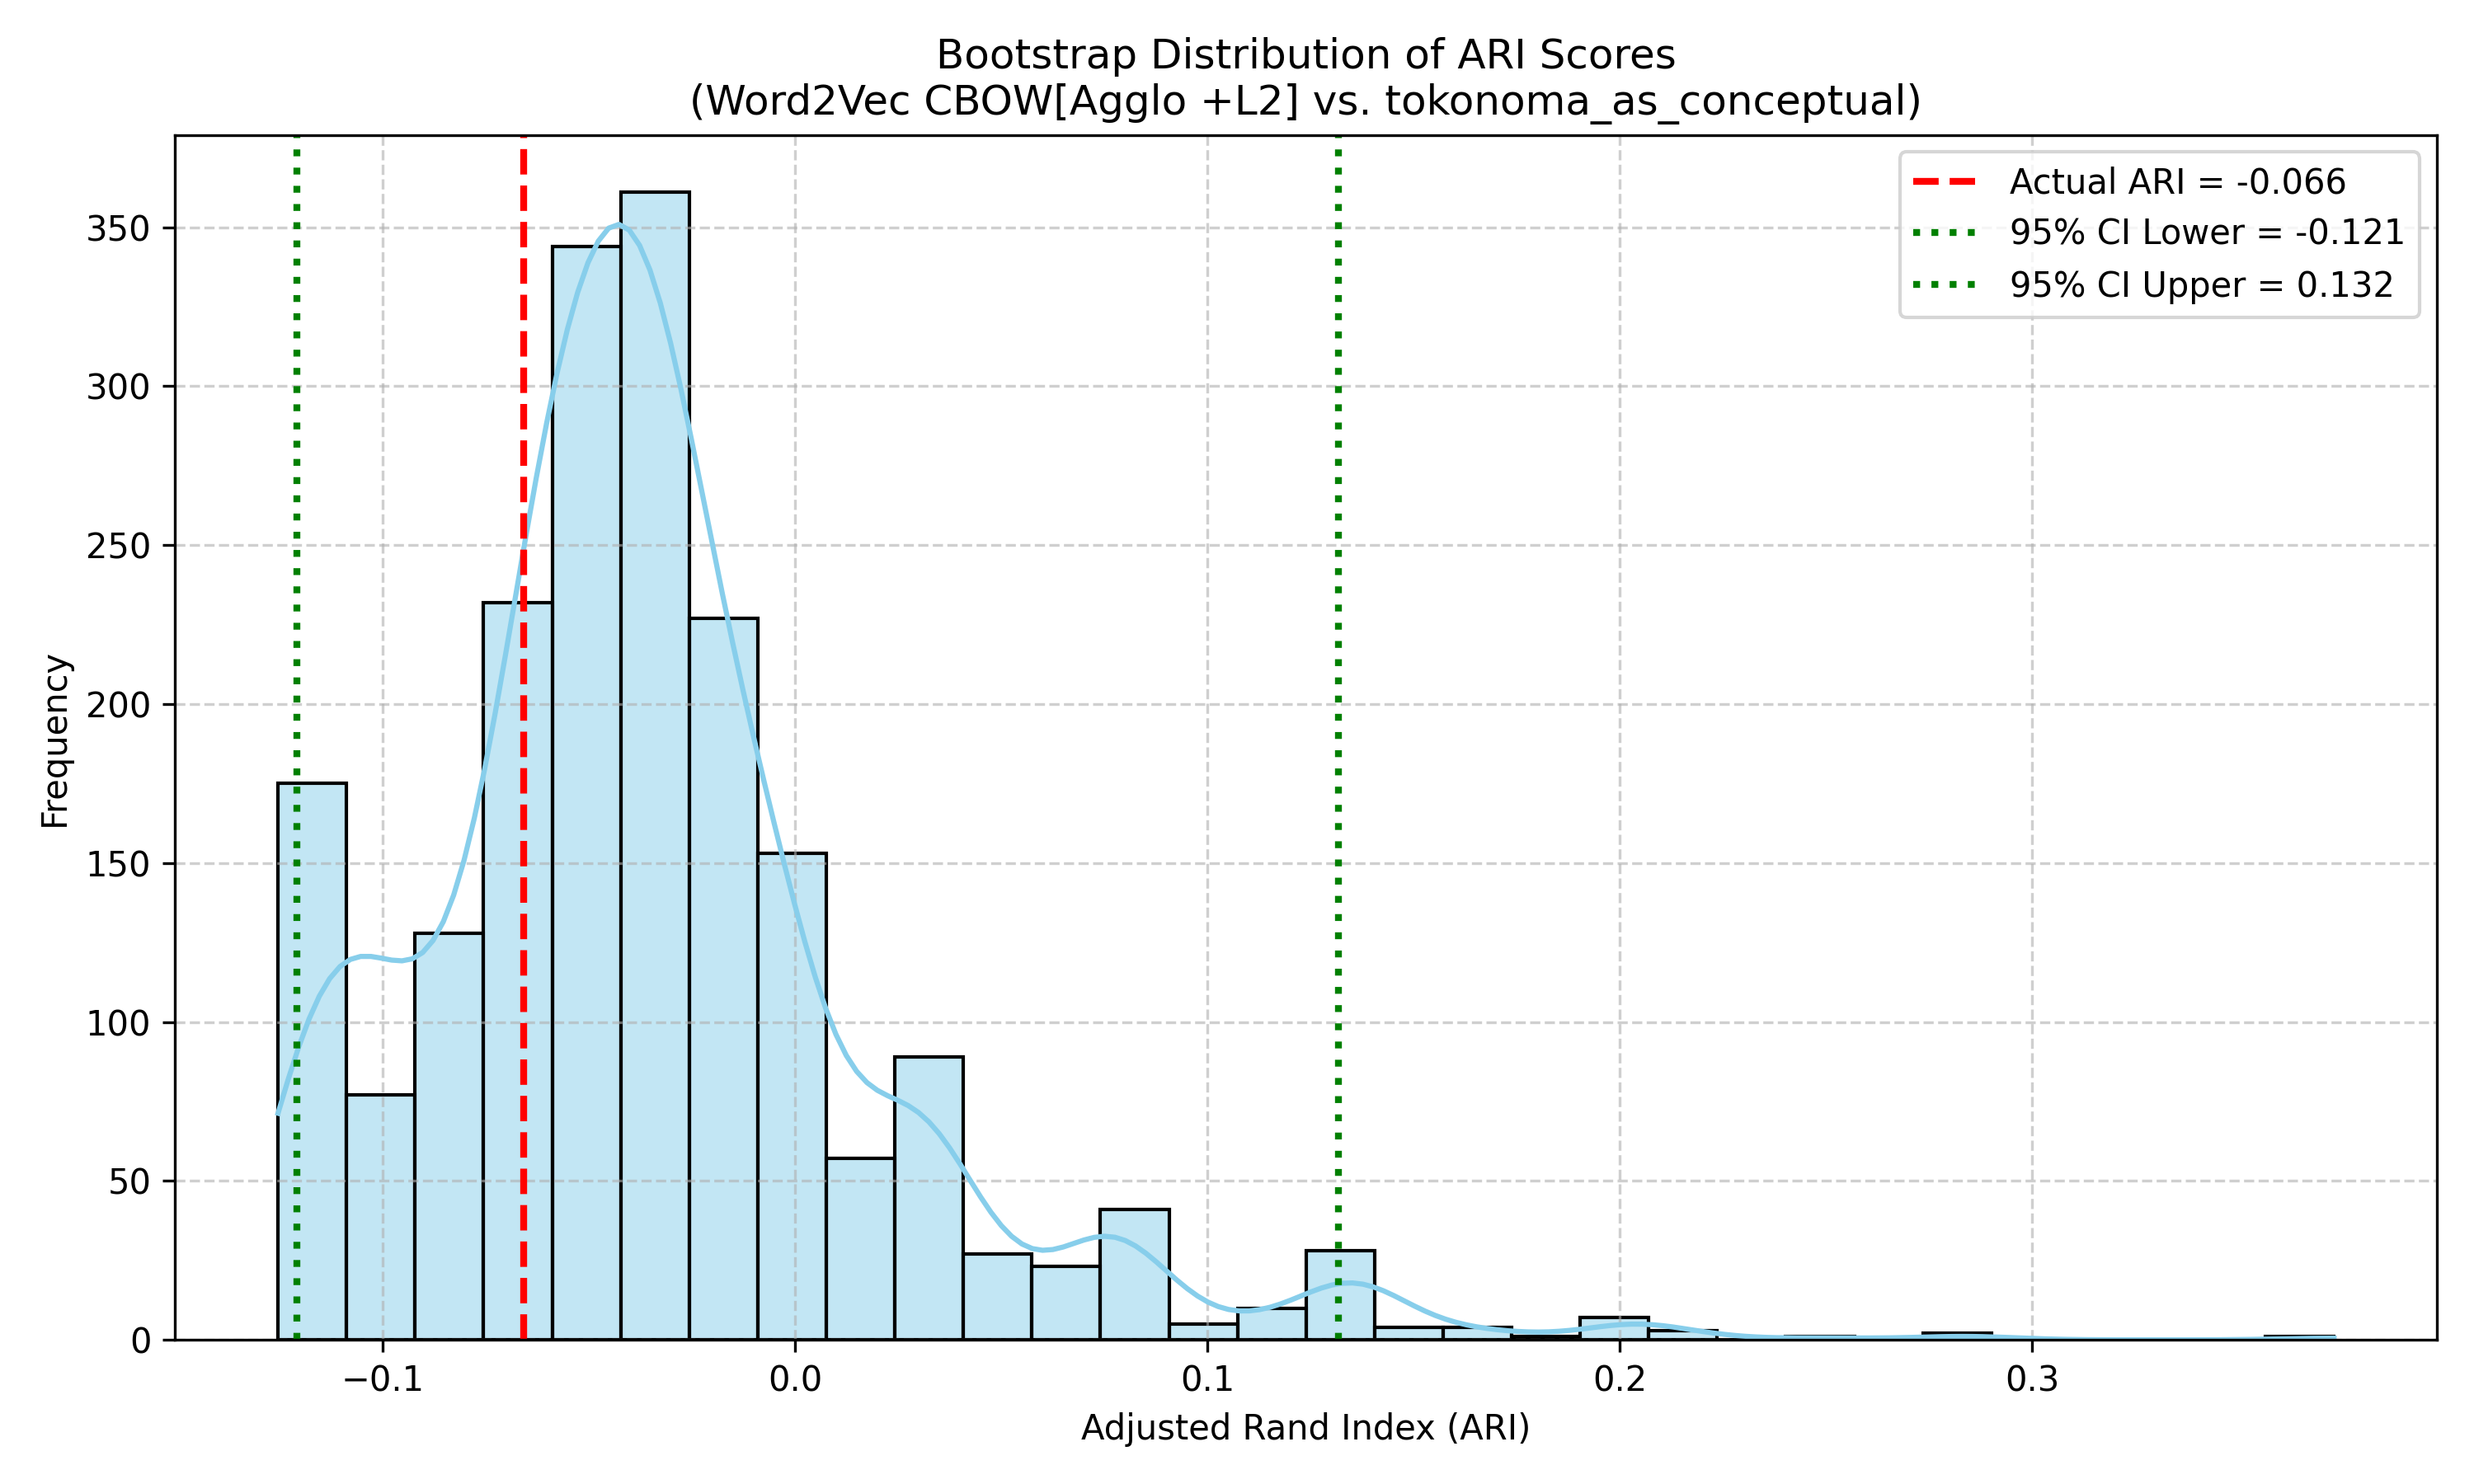 Bootstrap Distribution of ARI Scores
(Word2Vec CBOW[Agglo +L2] vs. tokonoma_as_conceptual)
Actual ARI = -0.066
95% CI Lower = -0.121
95% CI Upper = 0.132
Frequency
350
300
250
200
150
100
50
0
−0.1
0.0
0.1
0.2
0.3
Adjusted Rand Index (ARI)